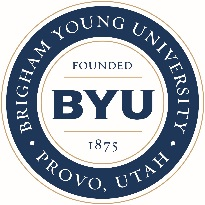 BRIGHAM YOUNG UNIVERSITY
FOUNDED
BYU
1875
PROVO, UTAH